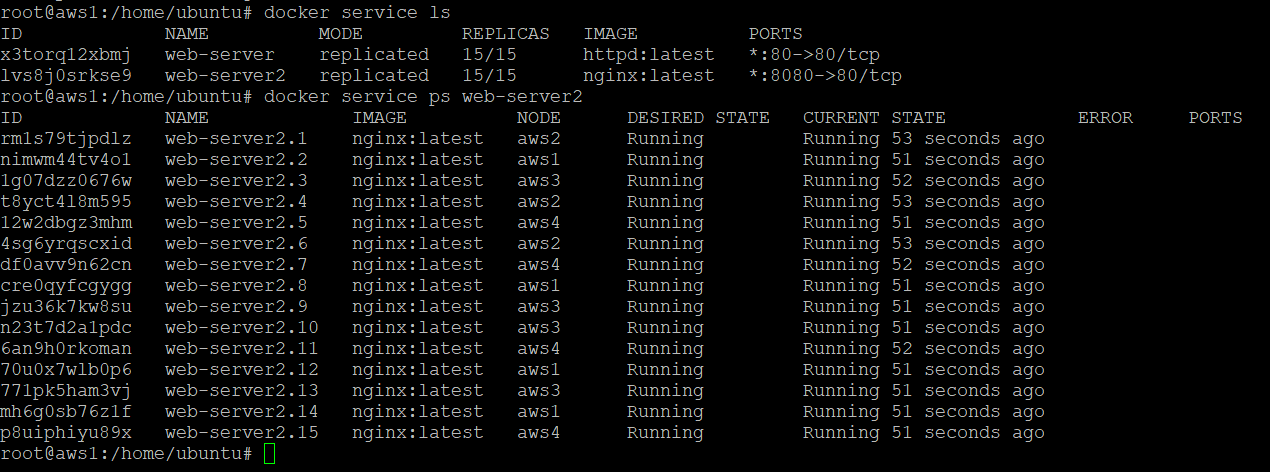 root@aws1:/home/ubuntu# docker service ls
ID             NAME          MODE         REPLICAS   IMAGE          PORTS
x3torq12xbmj   web-server    replicated   15/15      httpd:latest   *:80->80/tcp
lvs8j0srkse9   web-server2   replicated   15/15      nginx:latest   *:8080->80/tcp
root@aws1:/home/ubuntu# docker service ps web-server2
ID             NAME             IMAGE          NODE      DESIRED STATE   CURRENT STATE            ERROR     PORTS
rm1s79tjpdlz   web-server2.1    nginx:latest   aws2      Running         Running 53 seconds ago
nimwm44tv4o1   web-server2.2    nginx:latest   aws1      Running         Running 51 seconds ago
1g07dzz0676w   web-server2.3    nginx:latest   aws3      Running         Running 52 seconds ago
t8yct4l8m595   web-server2.4    nginx:latest   aws2      Running         Running 53 seconds ago
12w2dbgz3mhm   web-server2.5    nginx:latest   aws4      Running         Running 51 seconds ago
4sg6yrqscxid   web-server2.6    nginx:latest   aws2      Running         Running 53 seconds ago
df0avv9n62cn   web-server2.7    nginx:latest   aws4      Running         Running 52 seconds ago
cre0qyfcgygg   web-server2.8    nginx:latest   aws1      Running         Running 51 seconds ago
jzu36k7kw8su   web-server2.9    nginx:latest   aws3      Running         Running 51 seconds ago
n23t7d2a1pdc   web-server2.10   nginx:latest   aws3      Running         Running 51 seconds ago
6an9h0rkoman   web-server2.11   nginx:latest   aws4      Running         Running 52 seconds ago
70u0x7wlb0p6   web-server2.12   nginx:latest   aws1      Running         Running 51 seconds ago
771pk5ham3vj   web-server2.13   nginx:latest   aws3      Running         Running 51 seconds ago
mh6g0sb76z1f   web-server2.14   nginx:latest   aws1      Running         Running 51 seconds ago
p8uiphiyu89x   web-server2.15   nginx:latest   aws4      Running         Running 51 seconds ago
root@aws1:/home/ubuntu#